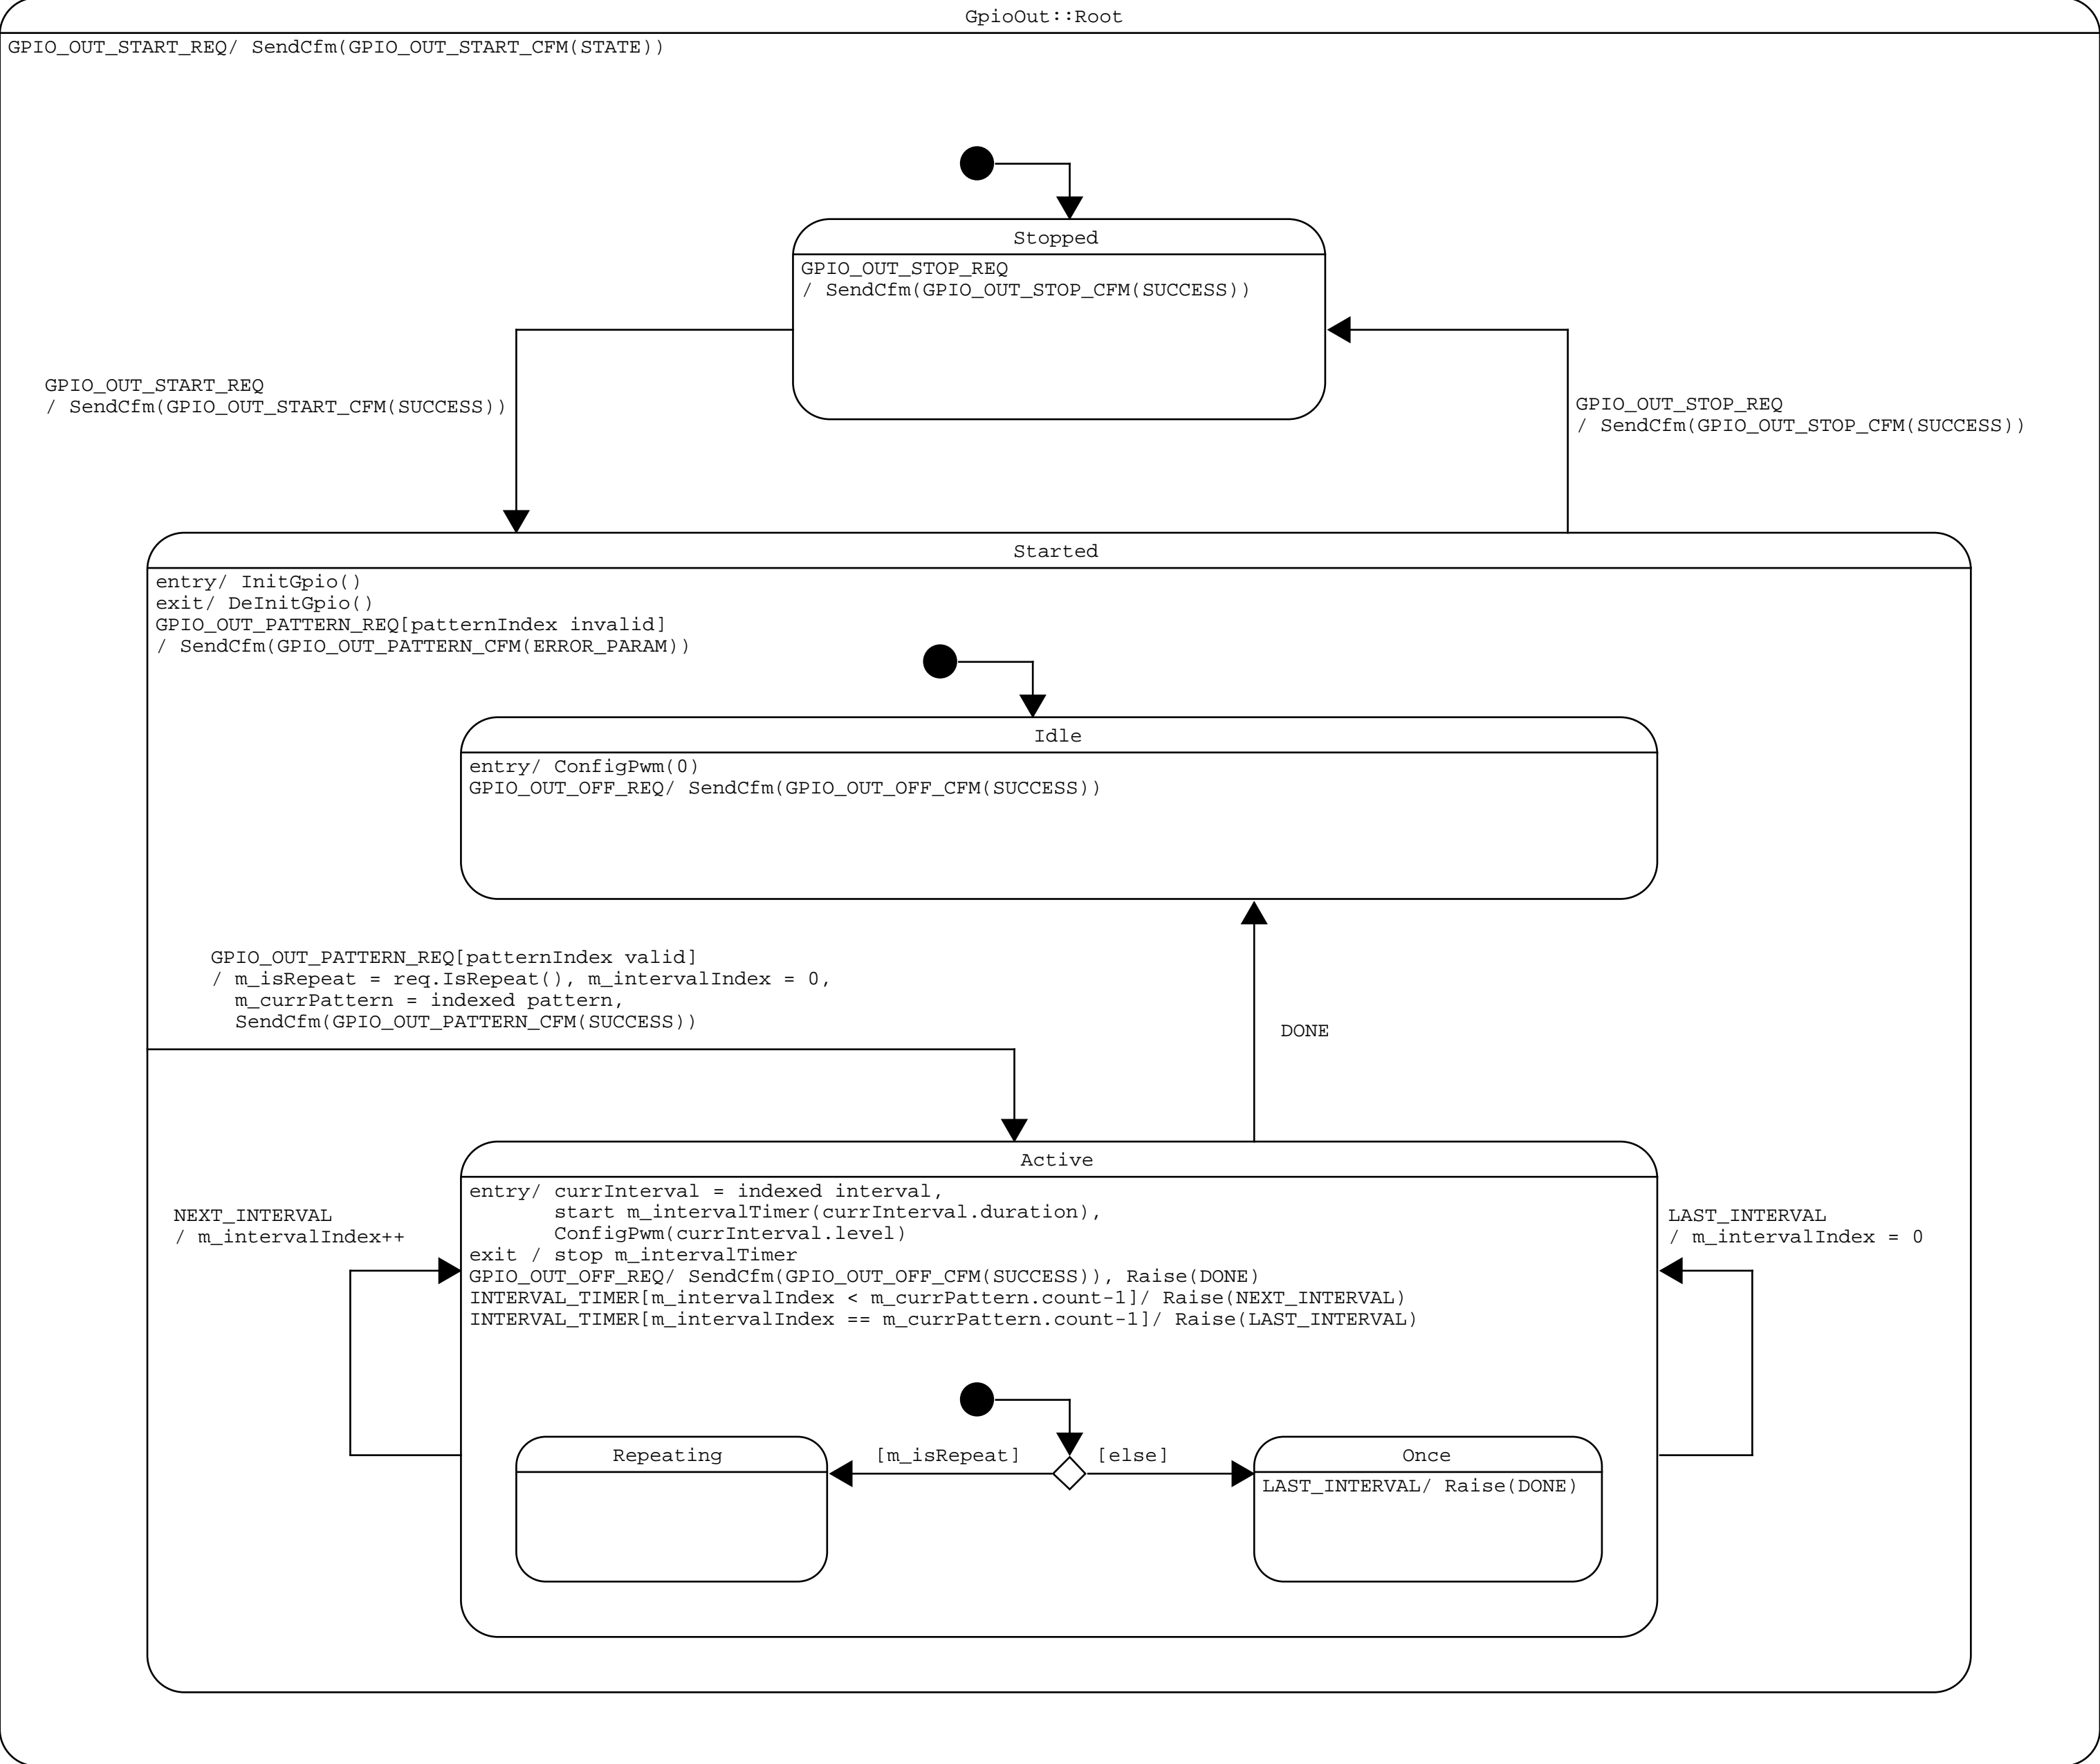 GpioOut::Root
GPIO_OUT_START_REQ/ SendCfm(GPIO_OUT_START_CFM(STATE))
Stopped
GPIO_OUT_STOP_REQ
/ SendCfm(GPIO_OUT_STOP_CFM(SUCCESS))
GPIO_OUT_START_REQ
/ SendCfm(GPIO_OUT_START_CFM(SUCCESS))
GPIO_OUT_STOP_REQ
/ SendCfm(GPIO_OUT_STOP_CFM(SUCCESS))
Started
entry/ InitGpio()
exit/ DeInitGpio()
GPIO_OUT_PATTERN_REQ[patternIndex invalid]
/ SendCfm(GPIO_OUT_PATTERN_CFM(ERROR_PARAM))
Idle
entry/ ConfigPwm(0)
GPIO_OUT_OFF_REQ/ SendCfm(GPIO_OUT_OFF_CFM(SUCCESS))
GPIO_OUT_PATTERN_REQ[patternIndex valid]
/ m_isRepeat = req.IsRepeat(), m_intervalIndex = 0,
m_currPattern = indexed pattern,
SendCfm(GPIO_OUT_PATTERN_CFM(SUCCESS))
DONE
Active
entry/ currInterval = indexed interval,
start m_intervalTimer(currInterval.duration),
ConfigPwm(currInterval.level)
exit / stop m_intervalTimer
GPIO_OUT_OFF_REQ/ SendCfm(GPIO_OUT_OFF_CFM(SUCCESS)), Raise(DONE)
INTERVAL_TIMER[m_intervalIndex < m_currPattern.count-1]/ Raise(NEXT_INTERVAL)
INTERVAL_TIMER[m_intervalIndex == m_currPattern.count-1]/ Raise(LAST_INTERVAL)
NEXT_INTERVAL
/ m_intervalIndex++
LAST_INTERVAL
/ m_intervalIndex = 0
[m_isRepeat]
[else]
Repeating
Once
LAST_INTERVAL/ Raise(DONE)